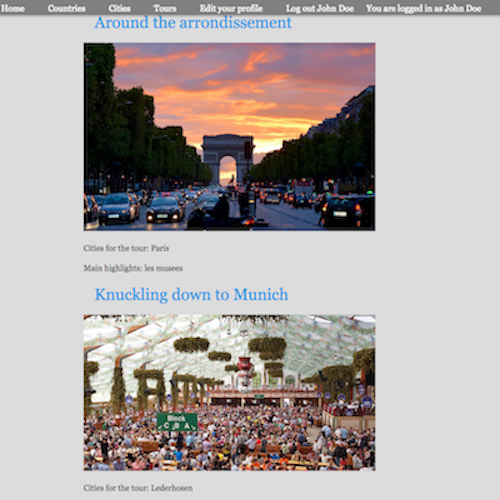 Home Countries Cities Tours Edit your profile Log out John Doe You are logged in as John Doe
Around the arrondissement
Cities for the tour: Paris
Main highlights: les musees
Knuckling down to Munich
Block
C B A
Cities for the tour: Lederhosen